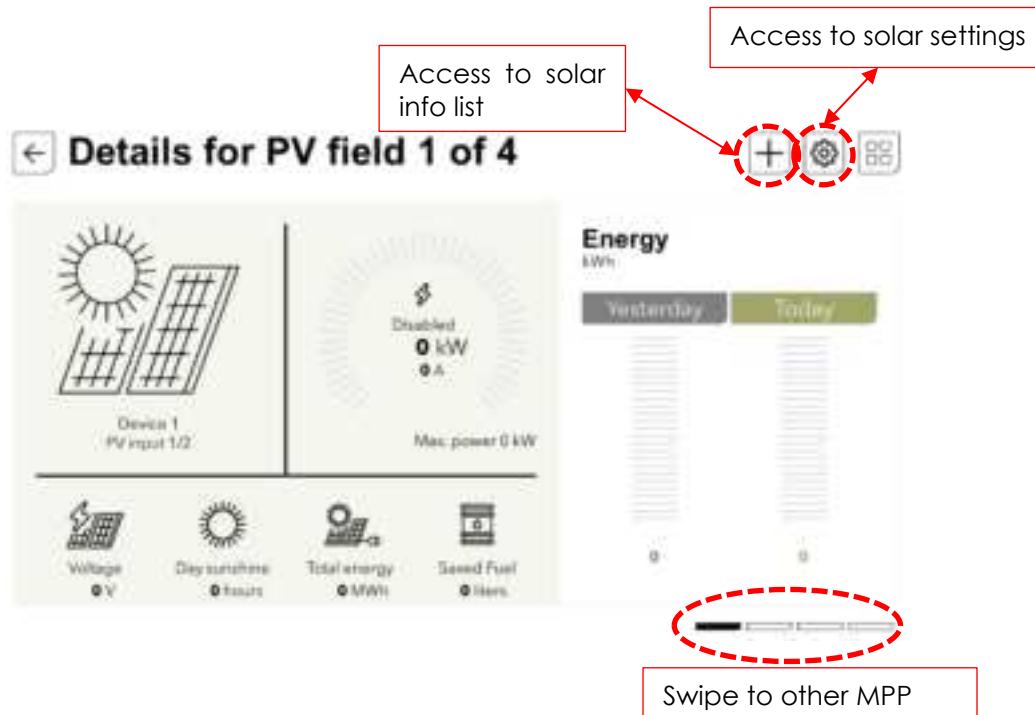 Access to solar settings
Access to solar
info list
Details for PV field 1 of 4
Energy
kWh
Yesterday
Today
Disabled
0 kW
0 A
Device 1
PV input 1/2
Max. power 0 kW
Voltage
0 V
Day sunshine
0 hours
Total energy
0 MWh
Saved Fuel
0 liters
0
0
Swipe to other MPP